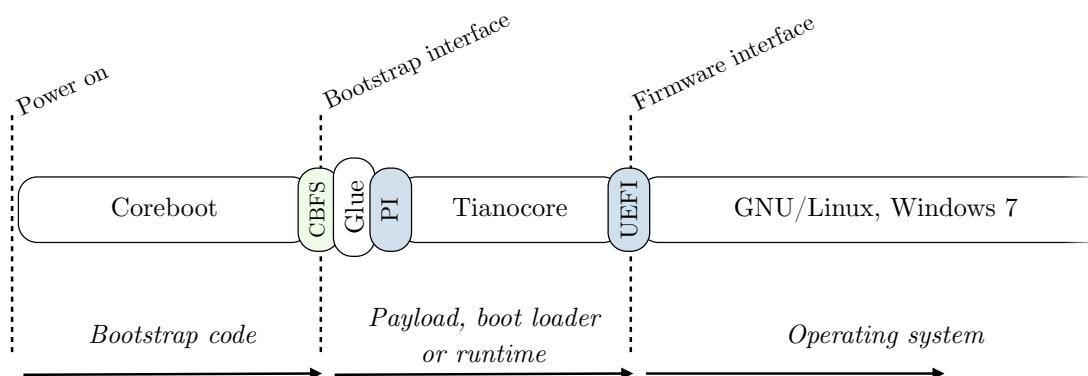 Power on
Bootstrap interface
Firmware interface
Coreboot
CBFS
Glue
PI
Tianocore
UEFI
GNU/Linux, Windows 7
Bootstrap code
Payload, boot loader
or runtime
Operating system